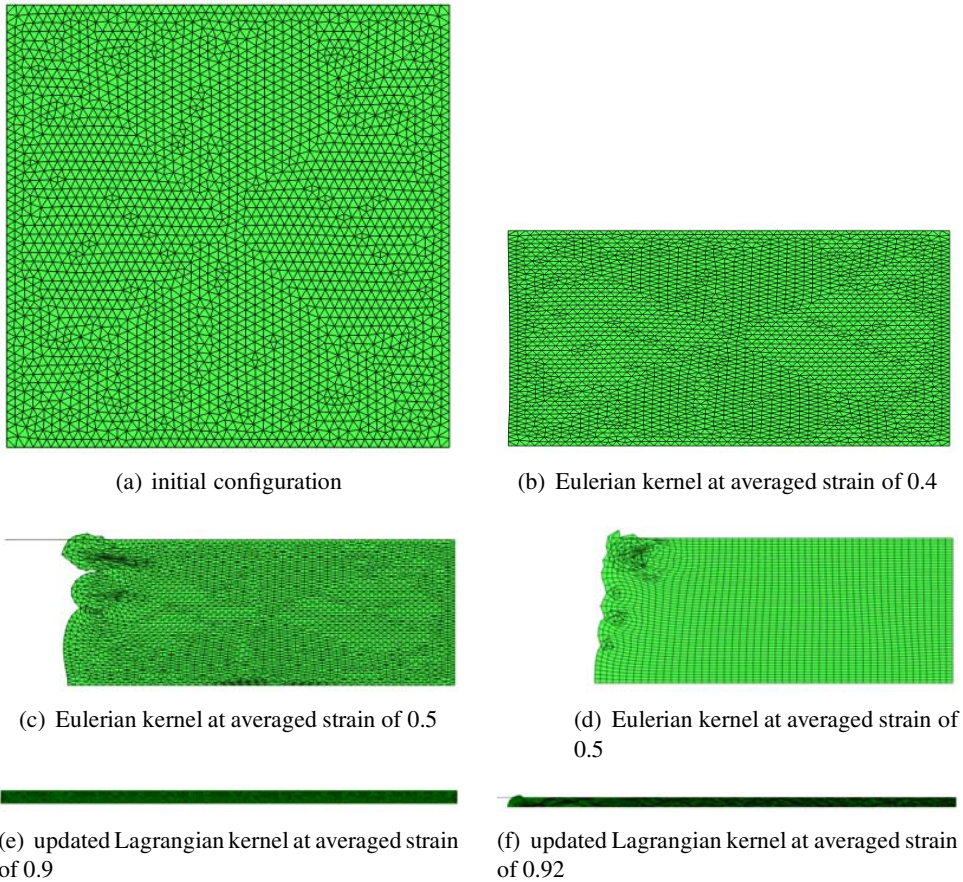 (a) initial configuration
(b) Eulerian kernel at averaged strain of 0.4
(c) Eulerian kernel at averaged strain of 0.5
(d) Eulerian kernel at averaged strain of
0.5
(e) updated Lagrangian kernel at averaged strain
of 0.9
(f) updated Lagrangian kernel at averaged strain
of 0.92